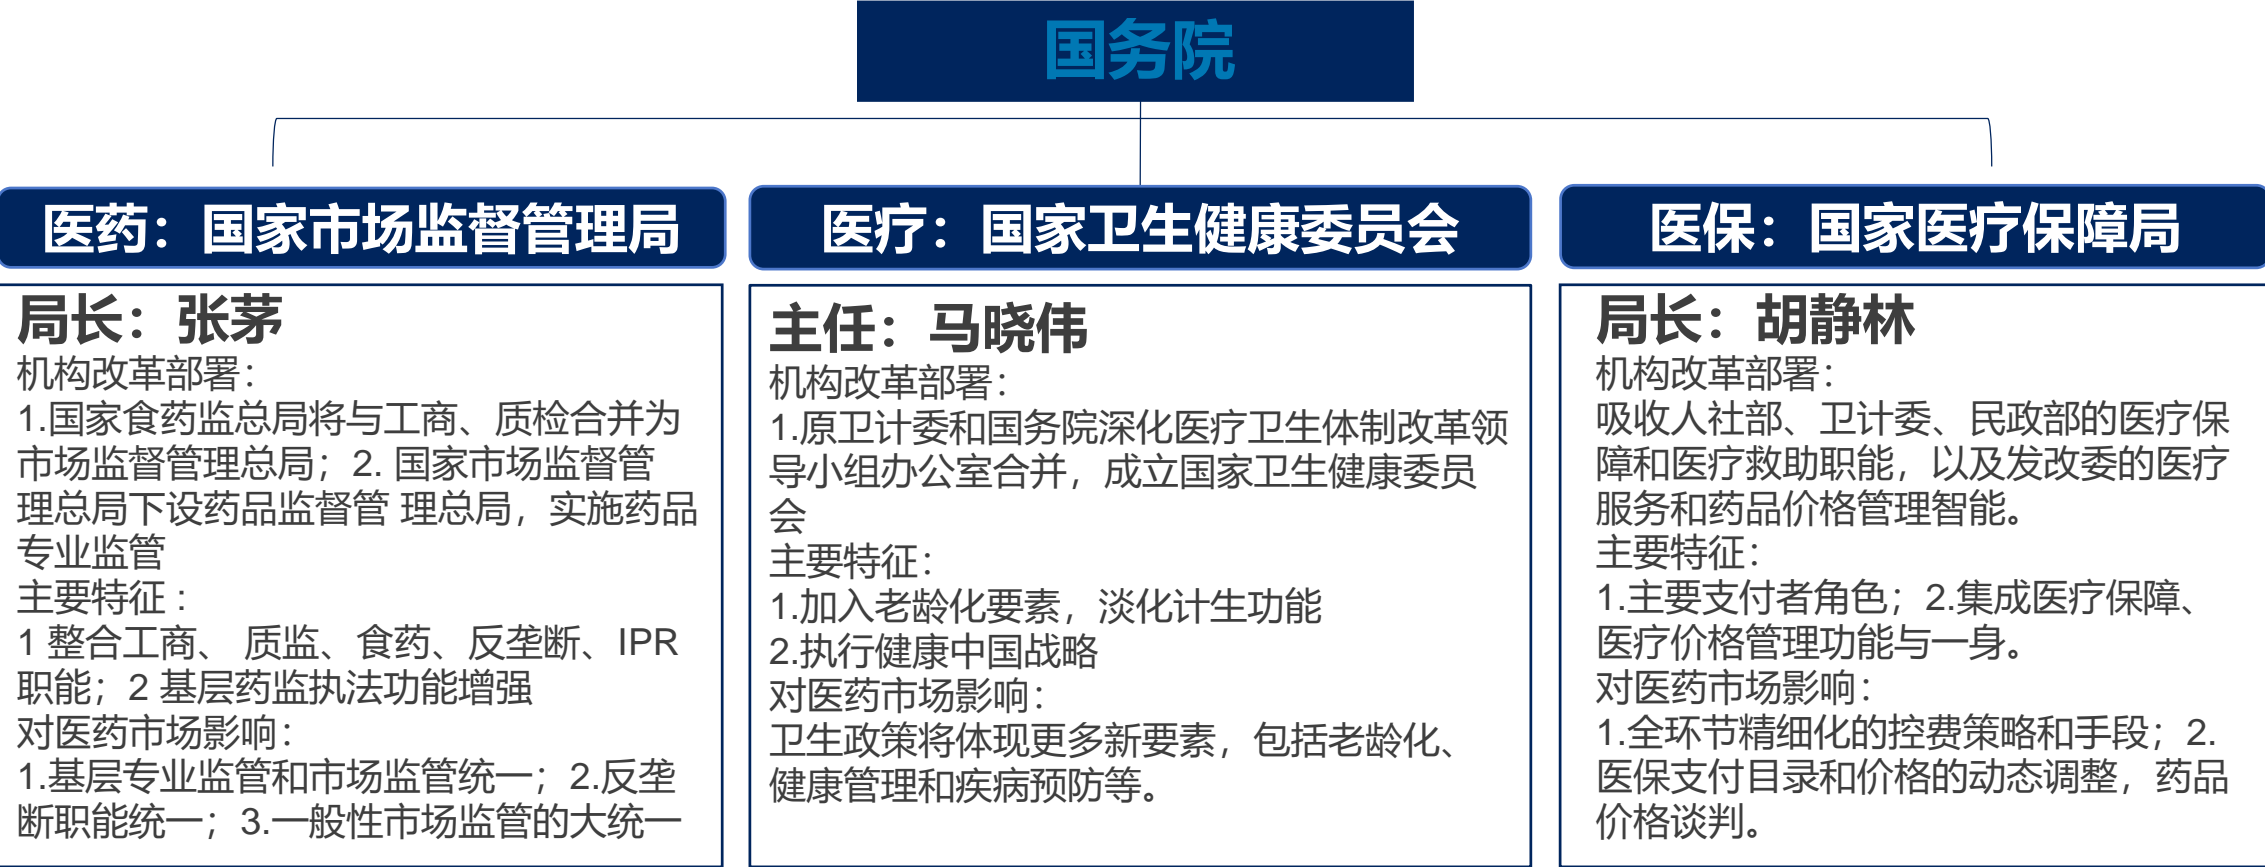 国务院
医药：国家市场监督管理局
局长：张茅
机构改革部署：
1.国家食药监总局将与工商、质检合并为
市场监督管理总局；2. 国家市场监督管
理总局下设药品监督管 理总局，实施药品
专业监管
主要特征 :
1 整合工商、 质监、食药、反垄断、IPR
职能；2 基层药监执法功能增强
对医药市场影响：
1.基层专业监管和市场监管统一；2.反垄
断职能统一；3.一般性市场监管的大统一
医疗：国家卫生健康委员会
主任：马晓伟
机构改革部署：
1.原卫计委和国务院深化医疗卫生体制改革领
导小组办公室合并，成立国家卫生健康委员
会
主要特征：
1.加入老龄化要素，淡化计生功能
2.执行健康中国战略
对医药市场影响：
卫生政策将体现更多新要素，包括老龄化、
健康管理和疾病预防等。
医保：国家医疗保障局
局长：胡静林
机构改革部署：
吸收人社部、卫计委、民政部的医疗保
障和医疗救助职能，以及发改委的医疗
服务和药品价格管理智能。
主要特征：
1.主要支付者角色；2.集成医疗保障、
医疗价格管理功能与一身。
对医药市场影响：
1.全环节精细化的控费策略和手段；2.
医保支付目录和价格的动态调整，药品
价格谈判。